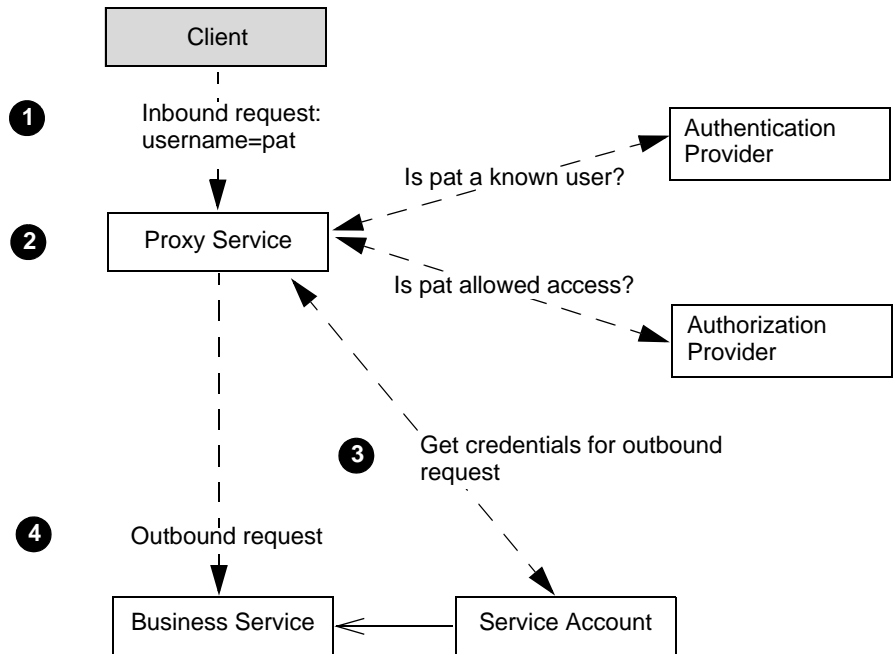 Client
1
Inbound request:
username=pat
Authentication
Provider
Is pat a known user?
2
Proxy Service
Is pat allowed access?
Authorization
Provider
3
Get credentials for outbound
request
4
Outbound request
Business Service
Service Account